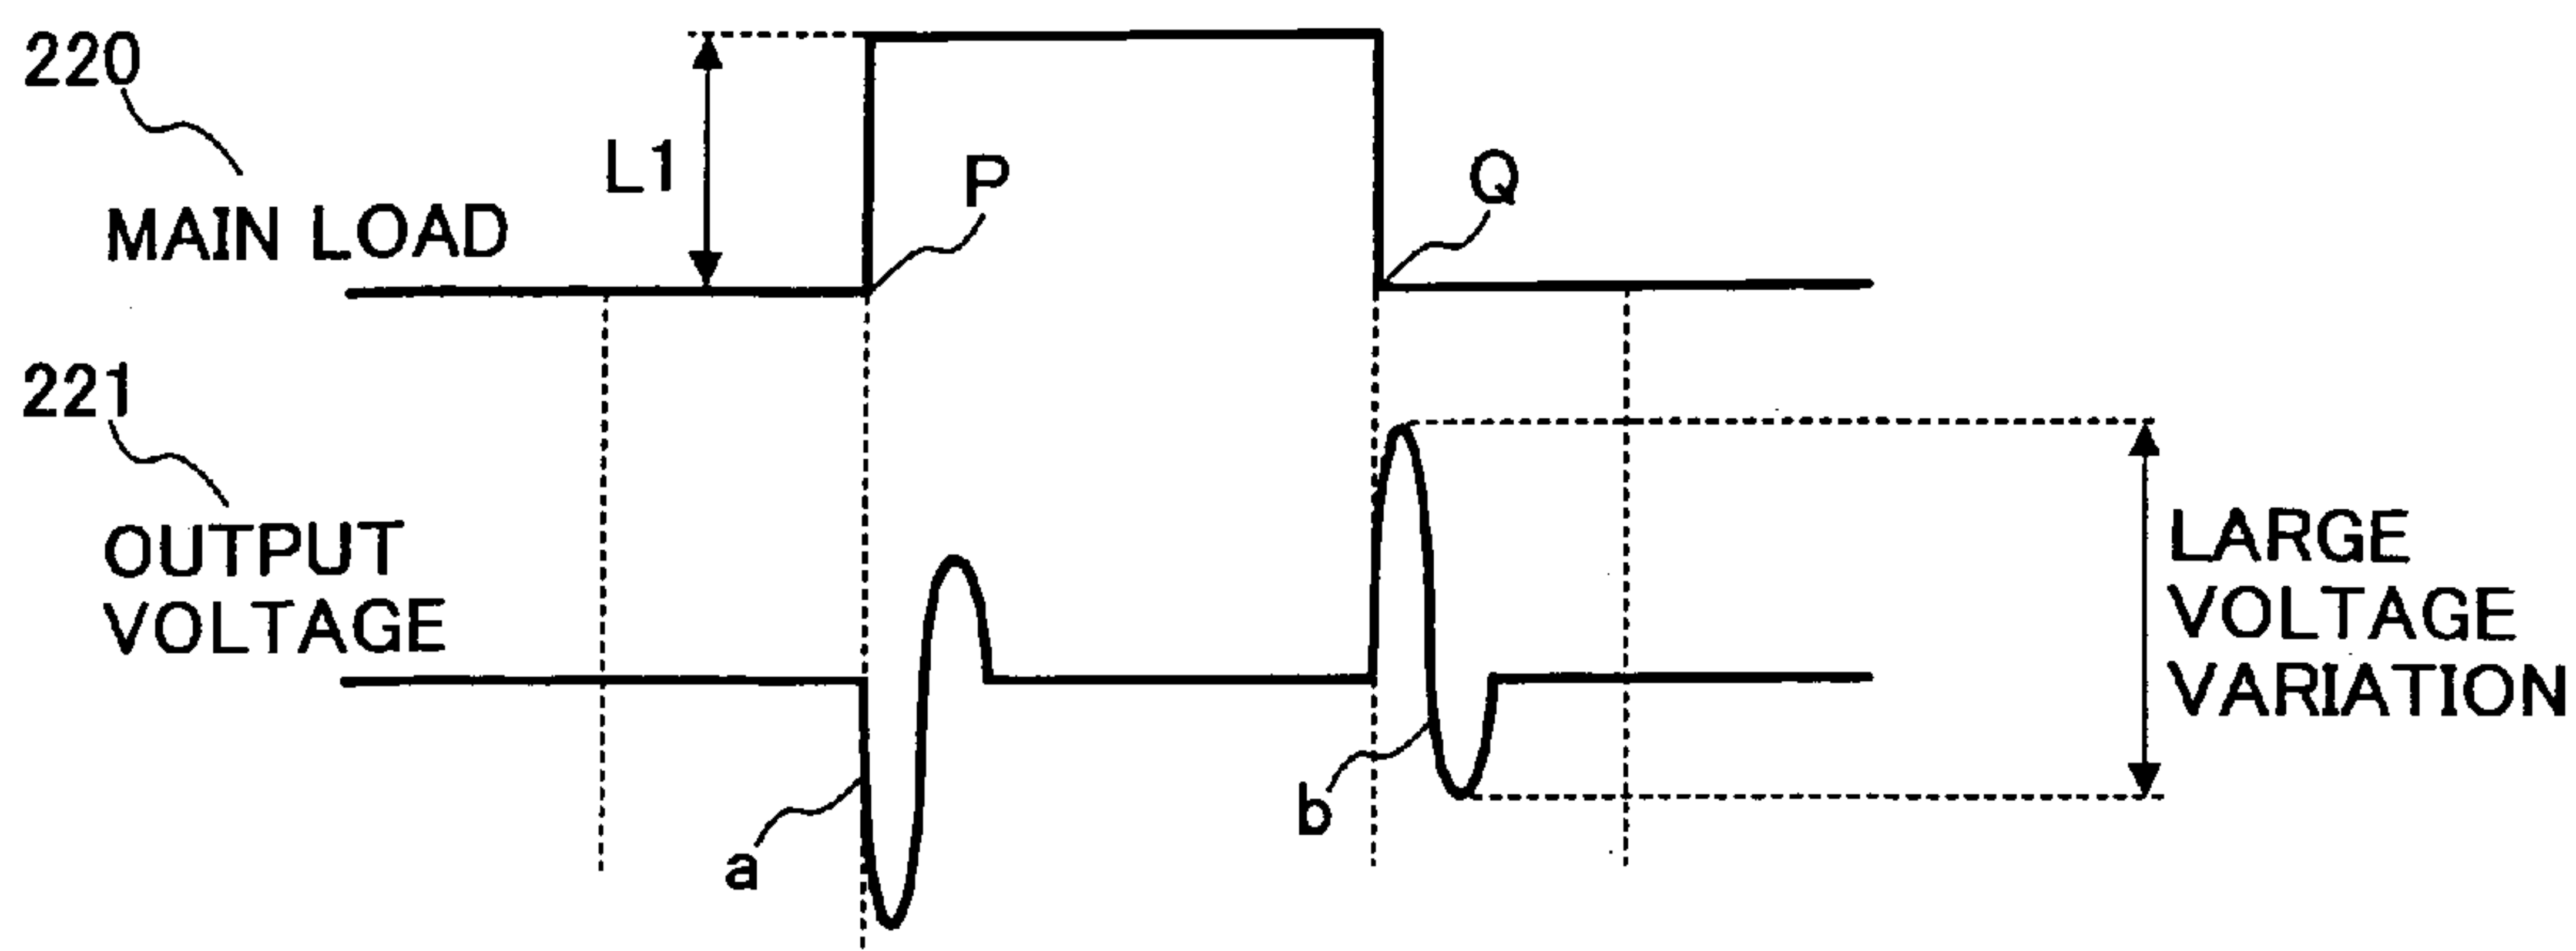 220
MAIN LOAD
L1
P
Q
221
OUTPUT
VOLTAGE
a
b
LARGE
VOLTAGE
VARIATION